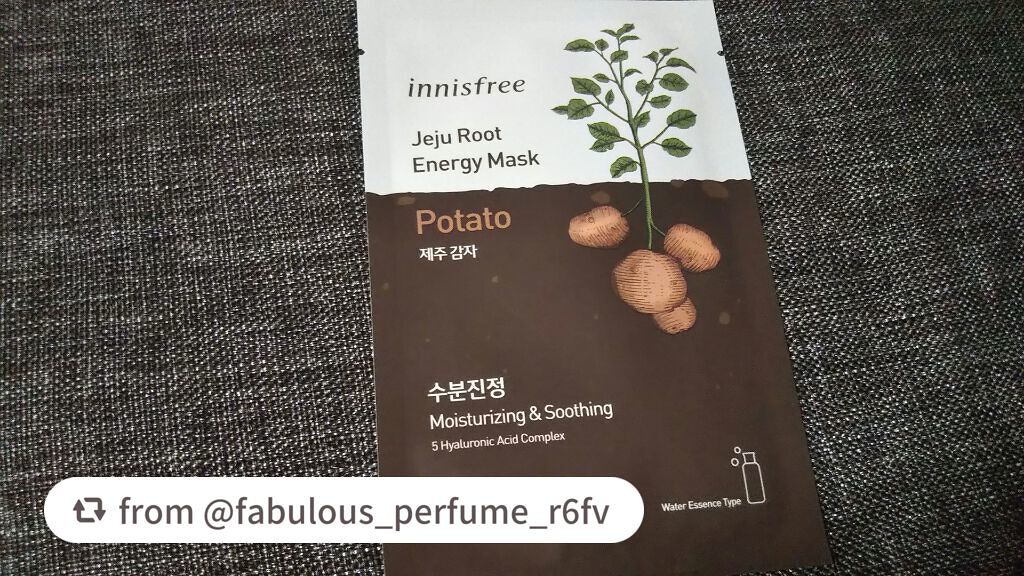 innisfree
Jeju Root
Energy Mask
Potato
제주 감자
수분진정
Moisturizing & Soothing
5 Hyaluronic Acid Complex
Water Essence Type
from @fabulous_perfume_r6fv